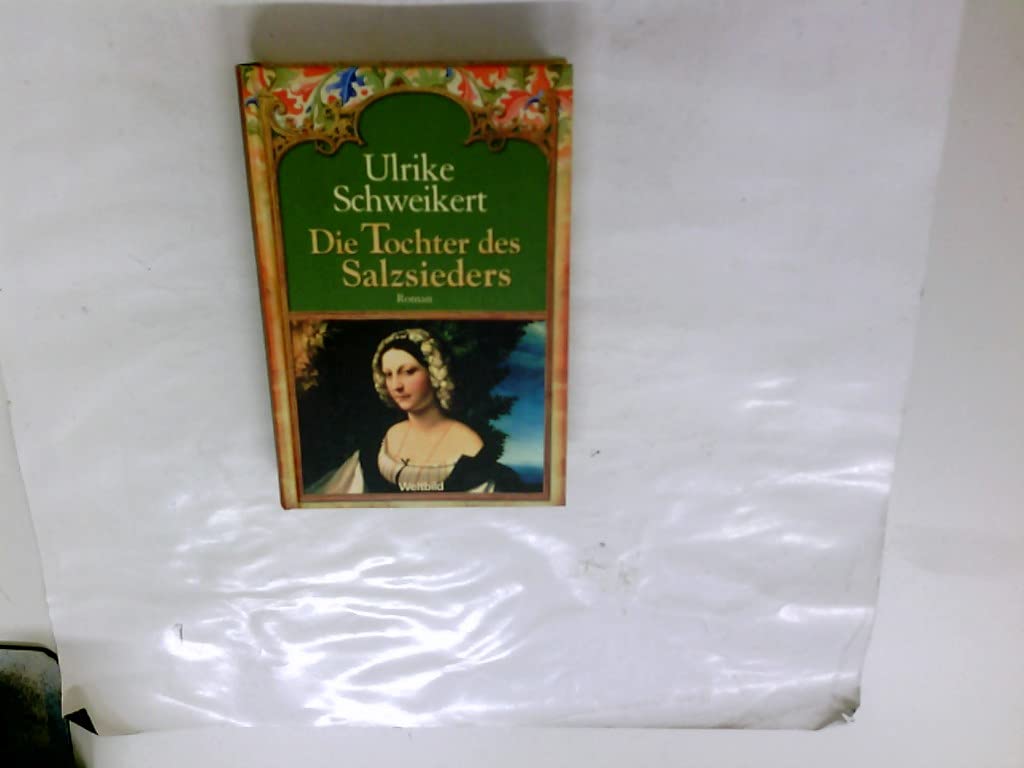 Ulrike
Schweikert
Die Tochter des
Salzsieders
Roman
Weltbild